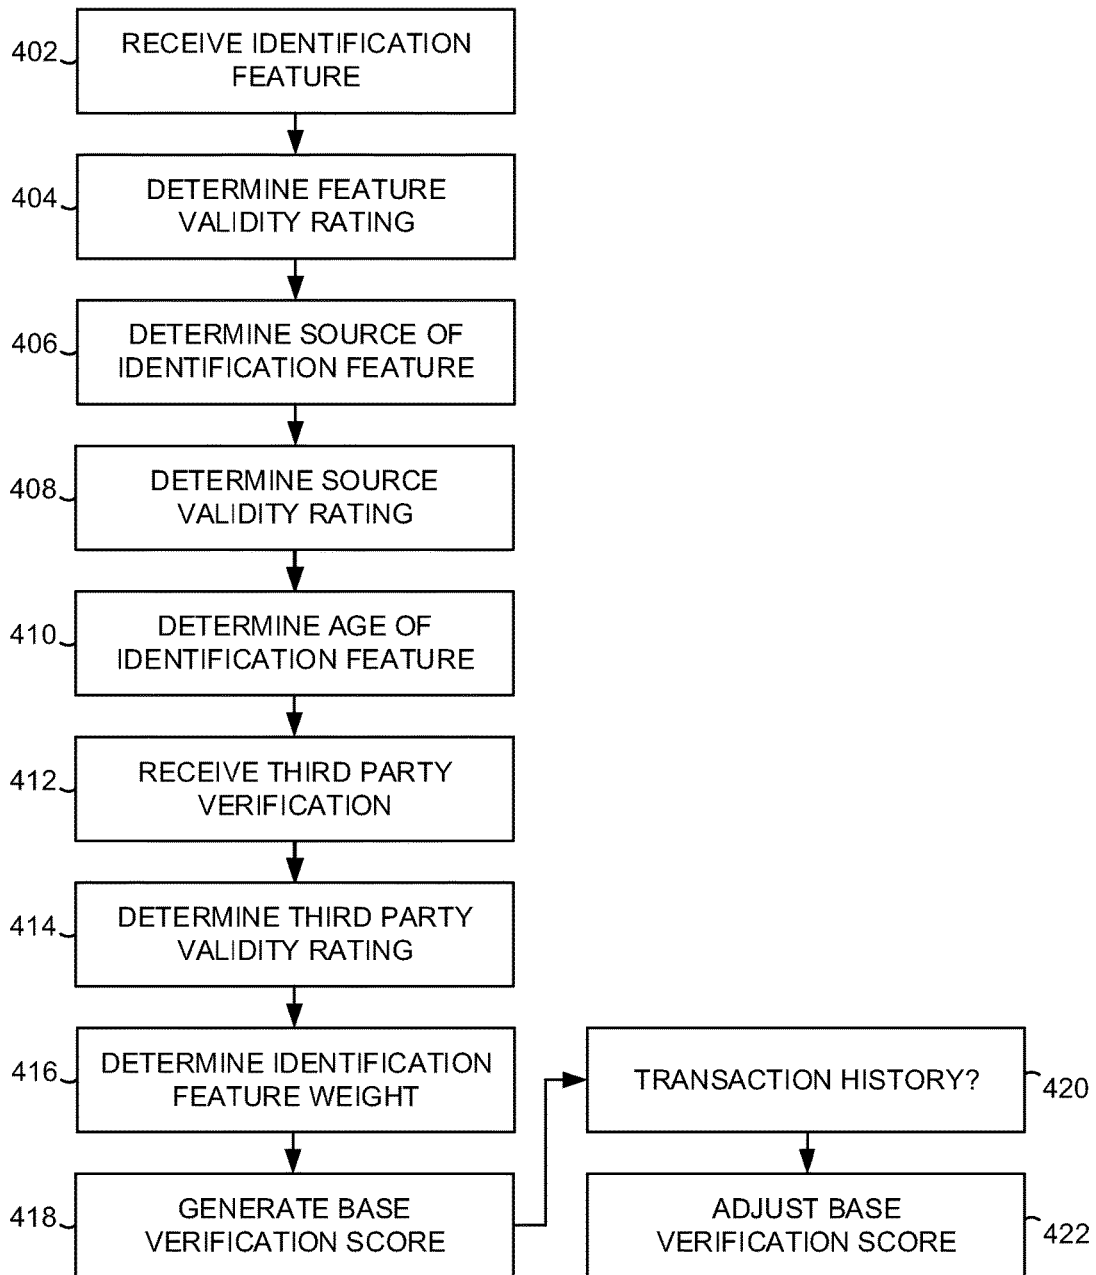 402
RECEIVE IDENTIFICATION
FEATURE
404
DETERMINE FEATURE
VALIDITY RATING
406
DETERMINE SOURCE OF
IDENTIFICATION FEATURE
408
DETERMINE SOURCE
VALIDITY RATING
410
DETERMINE AGE OF
IDENTIFICATION FEATURE
412
RECEIVE THIRD PARTY
VERIFICATION
414
DETERMINE THIRD PARTY
VALIDITY RATING
416
DETERMINE IDENTIFICATION
FEATURE WEIGHT
418
GENERATE BASE
VERIFICATION SCORE
TRANSACTION HISTORY?
420
ADJUST BASE
VERIFICATION SCORE
422